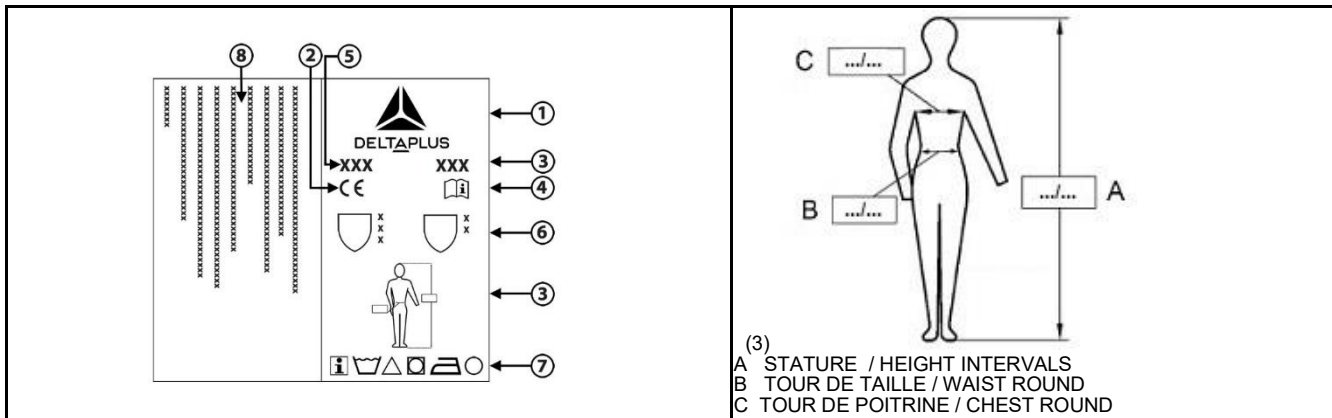 ⑧ ② ⑤
①
DELTAPLUS
XXX XXX ③
CE i ④
x x
x x
x
⑥
③
i ⑦
C .../...
B .../...
.../... A
(3)
A STATURE / HEIGHT INTERVALS
B TOUR DE TAILLE / WAIST ROUND
C TOUR DE POITRINE / CHEST ROUND